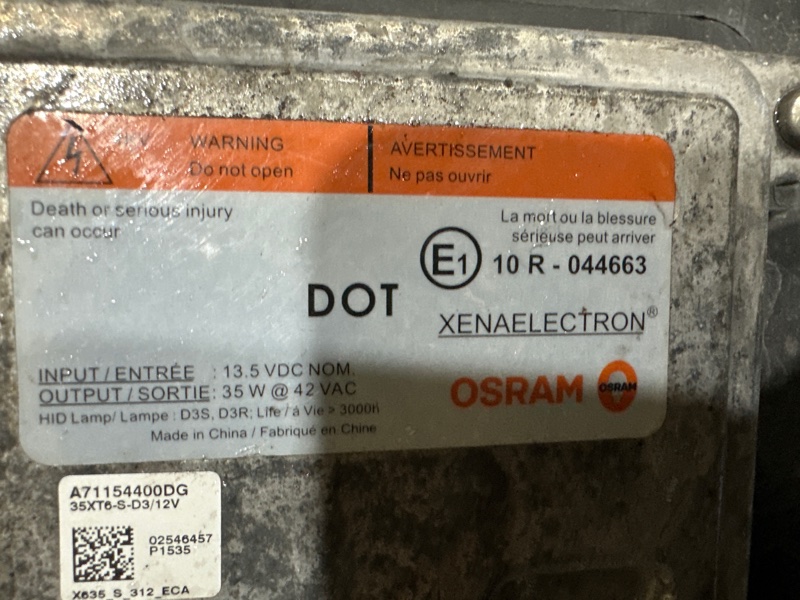 WARNING
Do not open
AVERTISSEMENT
Ne pas ouvrir
Death or serious injury
can occur
La mort ou la blessure
sérieuse peut arriver
E1 10 R - 044663
DOT
XENAELECTRON®
INPUT / ENTRÉE : 13.5 VDC NOM.
OUTPUT / SORTIE : 35 W @ 42 VAC
HID Lamp/ Lampe : D3S, D3R; Life / à Vie > 3000h
Made in China / Fabriqué en Chine
OSRAM OSRAM
A71154400DG
35XT6-S-D3/12V
02546457
P1535
X635_S_312_ECA